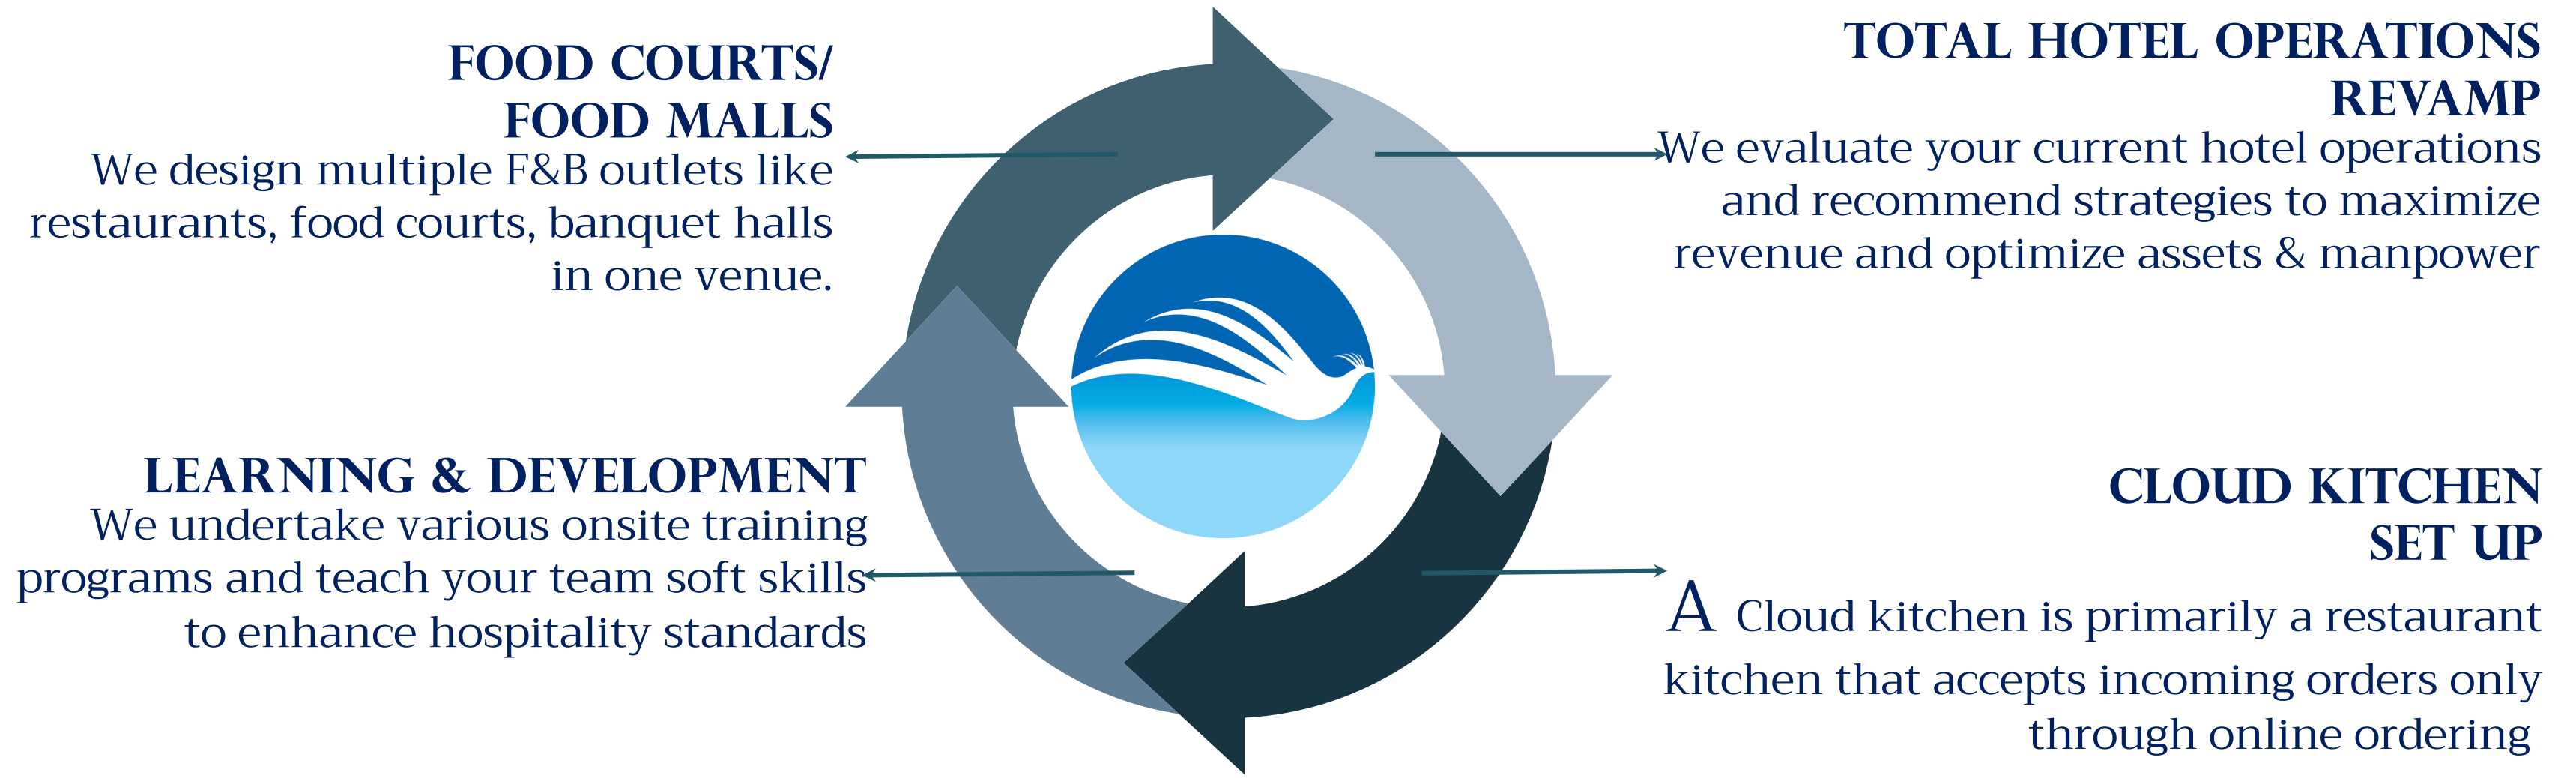 FOOD COURTS/
FOOD MALLS
We design multiple F&B outlets like
restaurants, food courts, banquet halls
in one venue.
TOTAL HOTEL OPERATIONS
REVAMP
We evaluate your current hotel operations
and recommend strategies to maximize
revenue and optimize assets & manpower
LEARNING & DEVELOPMENT
We undertake various onsite training
programs and teach your team soft skills
to enhance hospitality standards
CLOUD KITCHEN
SET UP
A Cloud kitchen is primarily a restaurant
kitchen that accepts incoming orders only
through online ordering